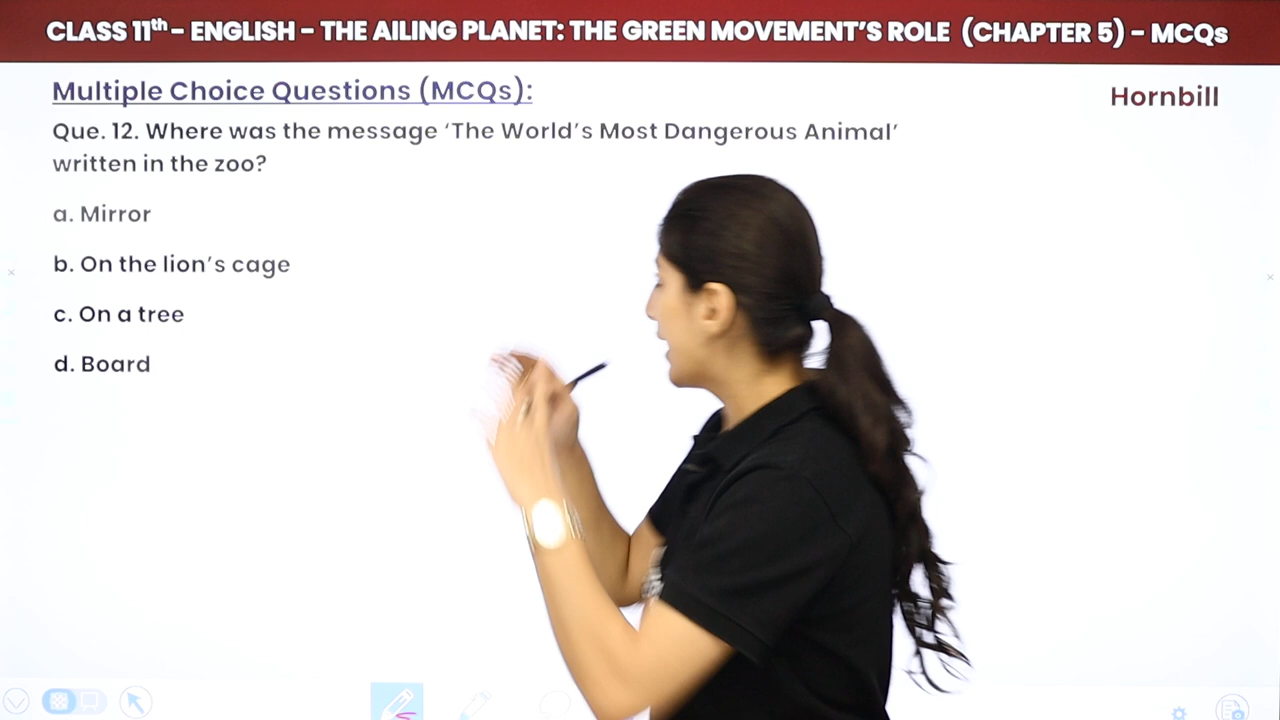 CLASS 11th - ENGLISH - THE AILING PLANET: THE GREEN MOVEMENT'S ROLE (CHAPTER 5) - MCQs
Multiple Choice Questions (MCQs):
Hornbill
Que. 12. Where was the message ‘The World’s Most Dangerous Animal’
written in the zoo?
a. Mirror
b. On the lion’s cage
c. On a tree
d. Board